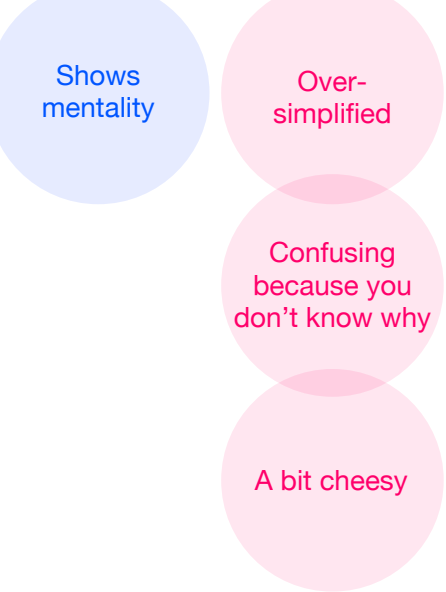 Shows
mentality
Over-
simplified
Confusing
because you
don’t know why
A bit cheesy